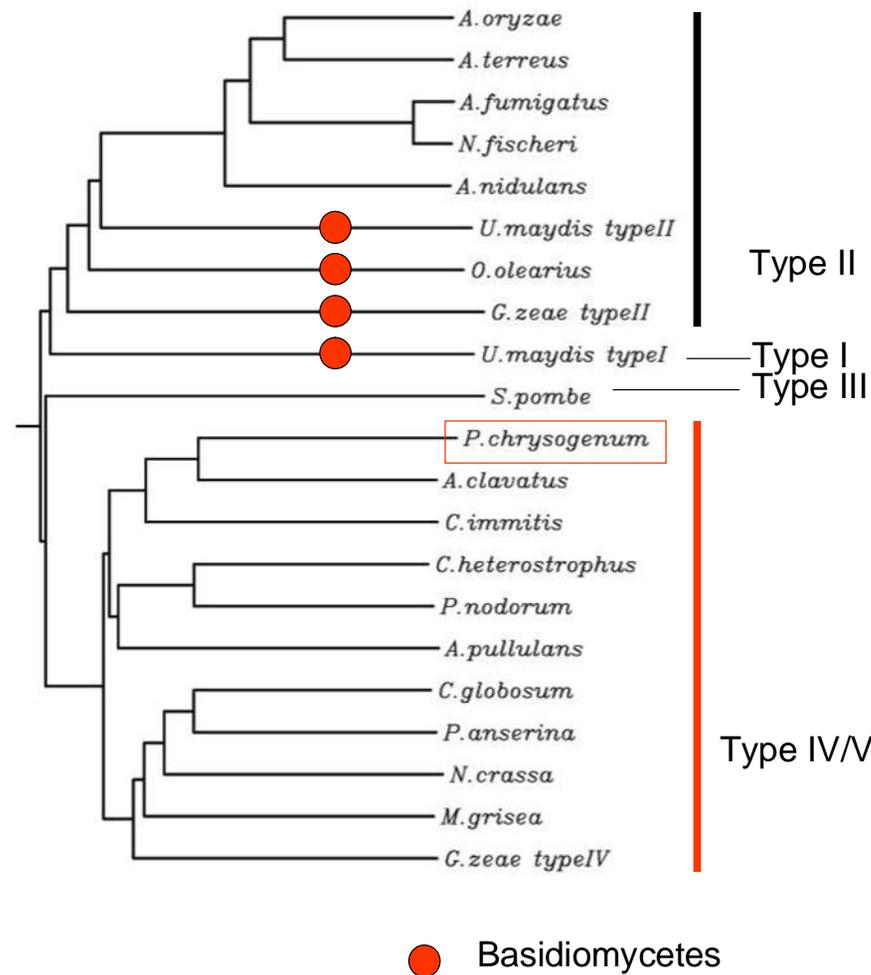 A.oryzae
A.terreus
A.fumigatus
N.fischeri
A.nidulans
U.maydis typeII
O.olearius
Type II
G.zeae typeII
U.maydis typeI
Type I
S.pombe
Type III
P.chrysogenum
A.clavatus
C.immitis
C.heterostrophus
P.nodorum
A.pullulans
C.globosum
P.anserina
Type IV/V
N.crassa
M.grisea
G.zeae typeIV
Basidiomycetes